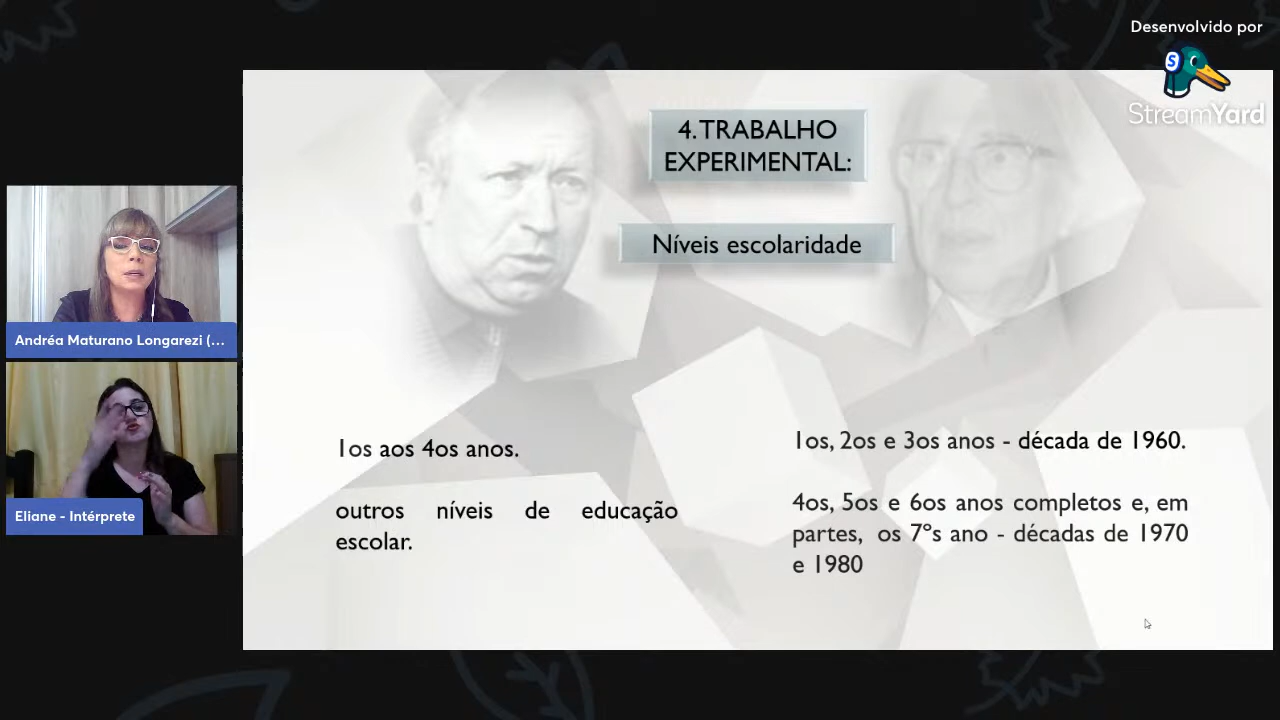 Desenvolvido por
StreamYard
4. TRABALHO
EXPERIMENTAL:
Níveis escolaridade
1os aos 4os anos.
outros níveis de educação
escolar.
1os, 2os e 3os anos - década de 1960.
4os, 5os e 6os anos completos e, em
partes, os 7ºs ano - décadas de 1970
e 1980
Andréa Maturano Longarezi (...
Eliane - Intérprete